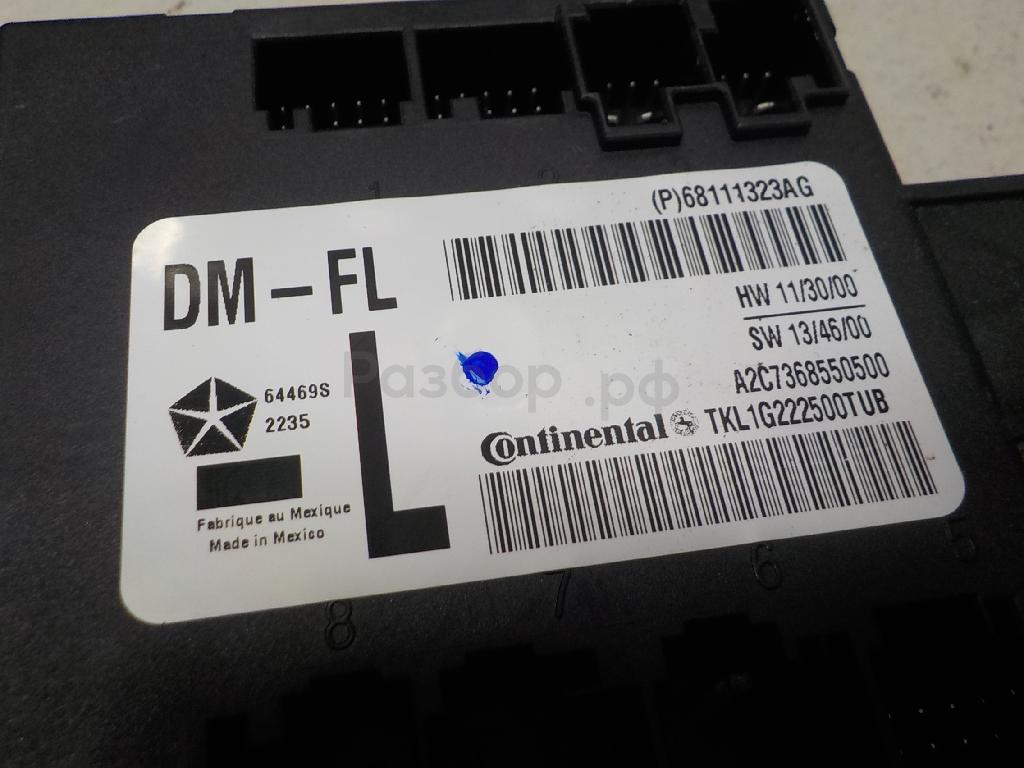 1 2 3
(P)68111323AG
DM-FL
HW 11/30/00
SW 13/46/00
L
A2C7368550500
Continental TKL1G222500TUB
64469S
2235
Fabrique au Mexique
Made in Mexico
8 7 6 5
Разбор.рф